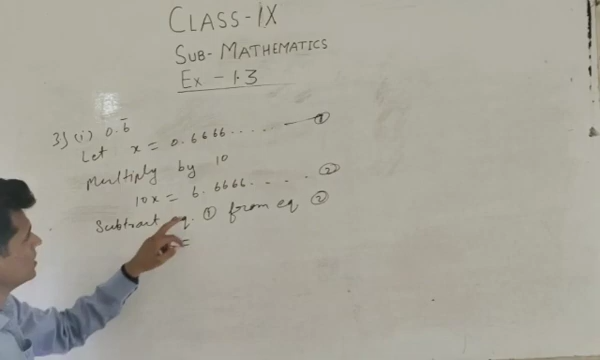 CLASS-IX
SUB-MATHEMATICS
Ex-1.3
3) (i) 0.6̅
Let x = 0.6666..... — ①
Multiply by 10
10x = 6.6666..... ②
Subtract eq. ① from eq ②
=